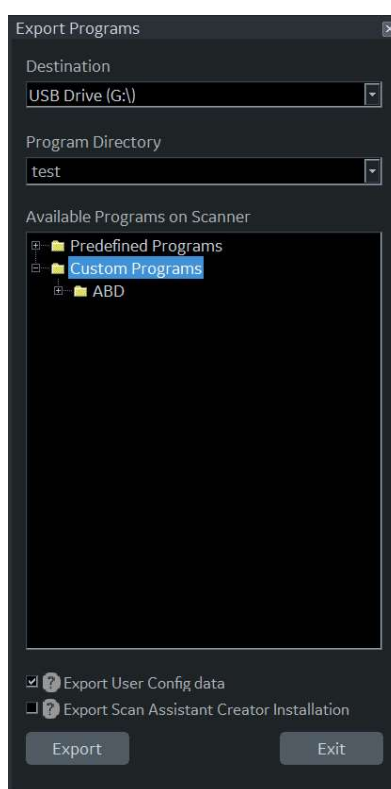 Export Programs
Destination
USB Drive (G:\)
Program Directory
test
Available Programs on Scanner
Predefined Programs
Custom Programs
ABD
? Export User Config data
? Export Scan Assistant Creator Installation
Export Exit